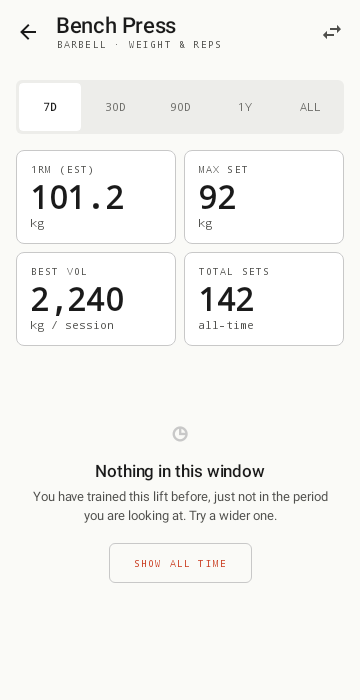 Bench Press
BARBELL · WEIGHT & REPS
7D 30D 90D 1Y ALL
1RM (EST)
101.2
kg
MAX SET
92
kg
BEST VOL
2,240
kg / session
TOTAL SETS
142
all-time
Nothing in this window
You have trained this lift before, just not in the period
you are looking at. Try a wider one.
SHOW ALL TIME